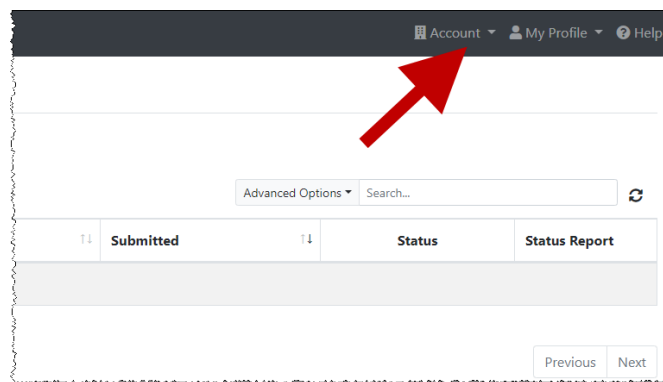 Account My Profile Help
Advanced Options Search...
Submitted Status Status Report
Previous Next